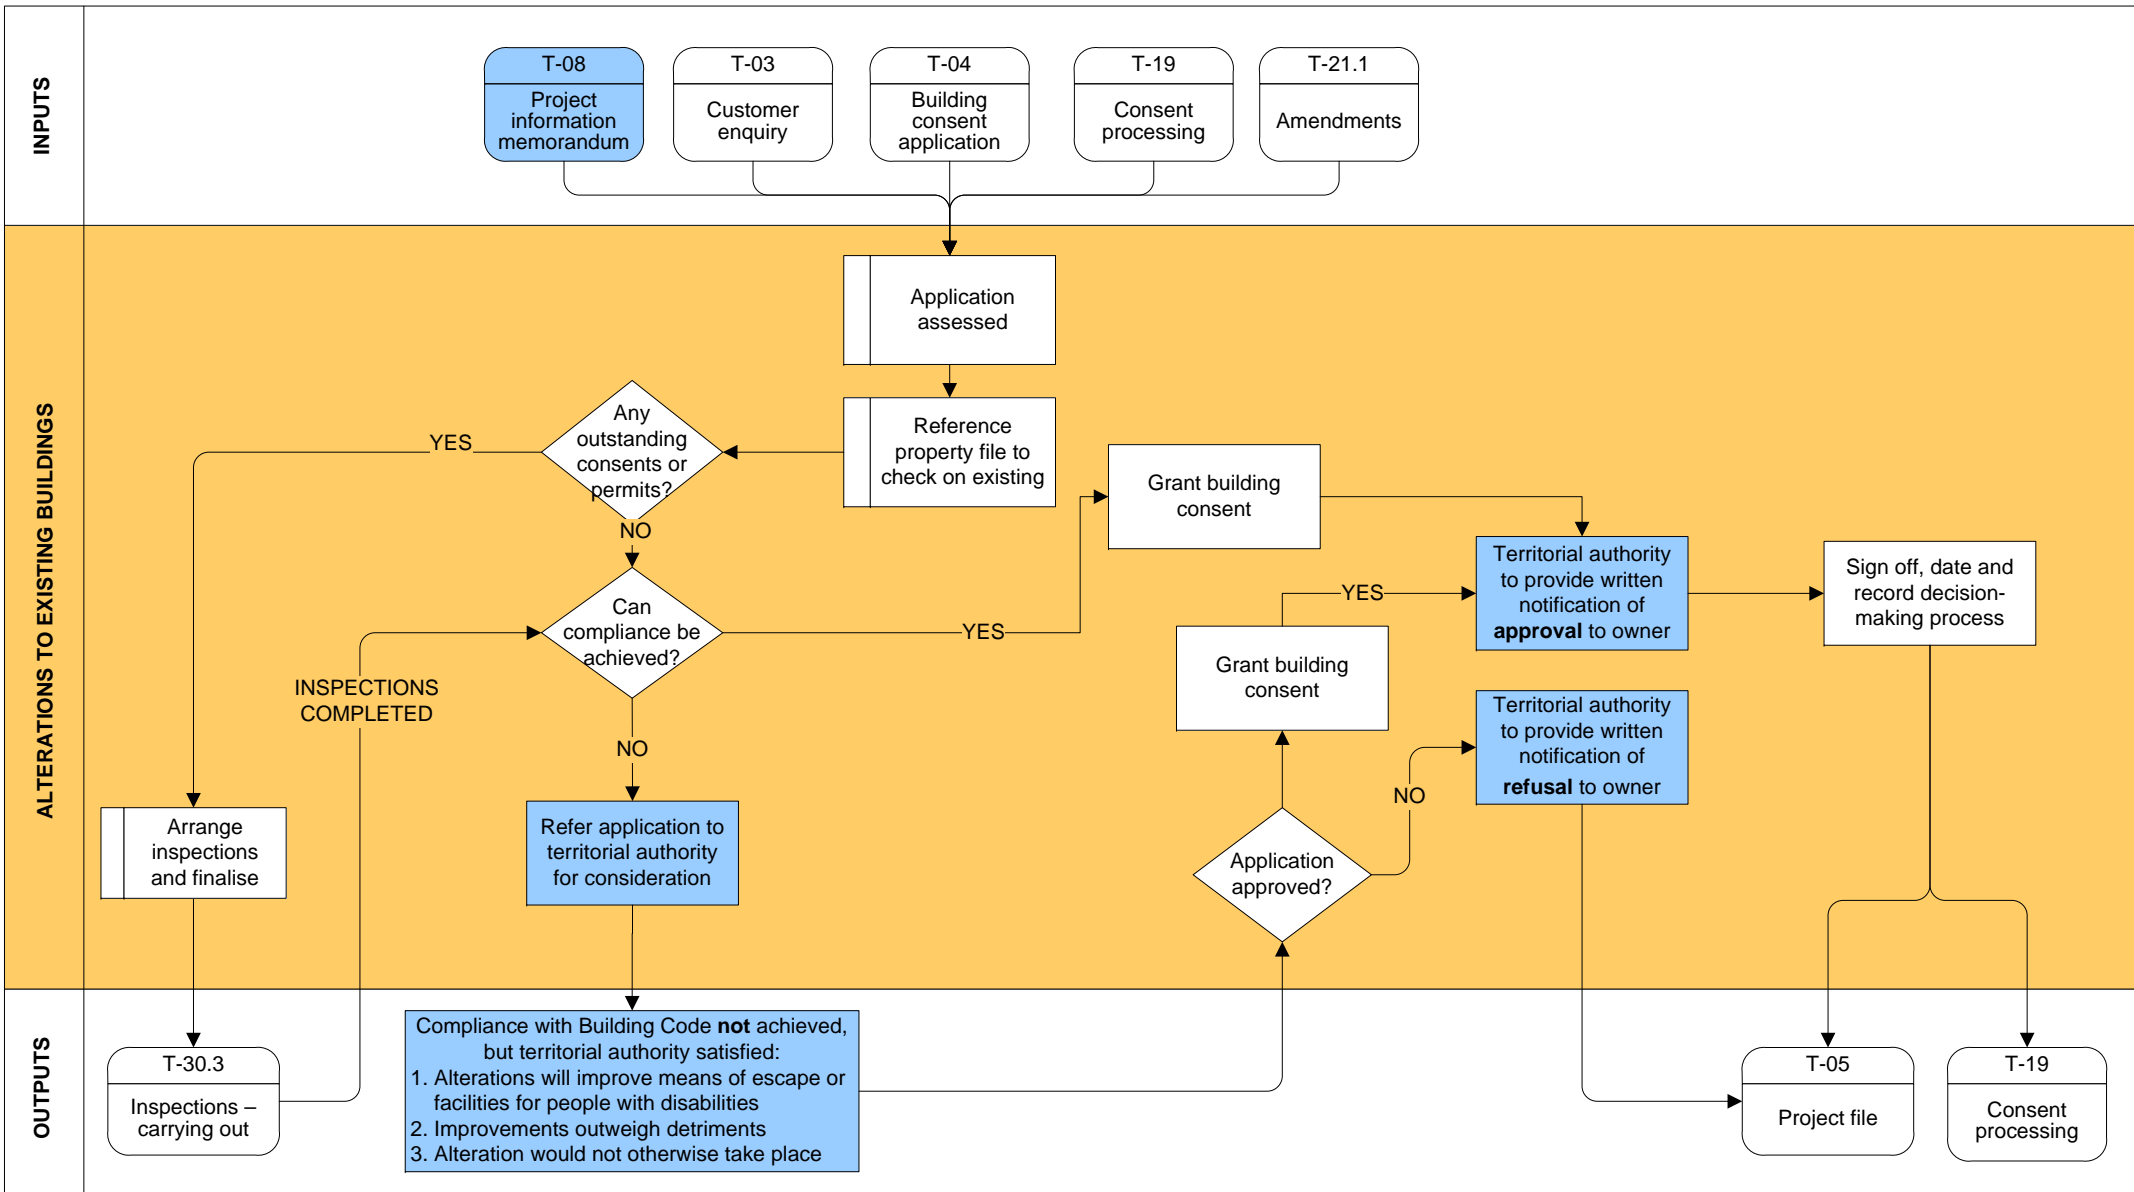 INPUTS
T-08
Project
information
memorandum
T-03
Customer
enquiry
T-04
Building
consent
application
T-19
Consent
processing
T-21.1
Amendments
ALTERATIONS TO EXISTING BUILDINGS
Application
assessed
Reference
property file to
check on existing
Any
outstanding
consents or
permits?
YES
NO
Can
compliance be
achieved?
YES
NO
INSPECTIONS
COMPLETED
Arrange
inspections
and finalise
Refer application to
territorial authority
for consideration
Grant building
consent
Grant building
consent
YES
Application
approved?
NO
Territorial authority
to provide written
notification of
approval to owner
Territorial authority
to provide written
notification of
refusal to owner
Sign off, date and
record decision-
making process
OUTPUTS
T-30.3
Inspections –
carrying out
Compliance with Building Code not achieved,
but territorial authority satisfied:
1. Alterations will improve means of escape or
facilities for people with disabilities
2. Improvements outweigh detriments
3. Alteration would not otherwise take place
T-05
Project file
T-19
Consent
processing